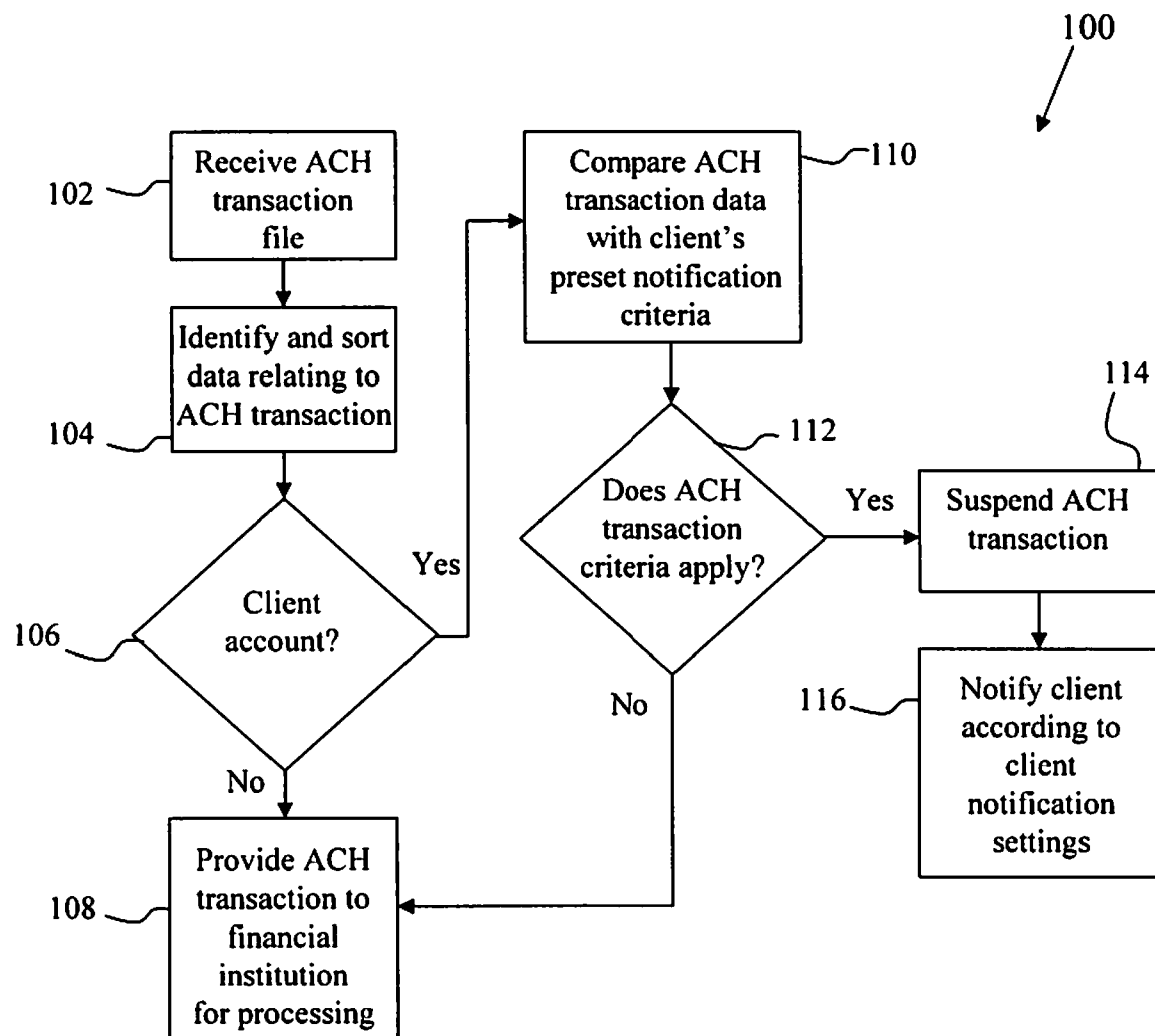 100
102
Receive ACH
transaction
file
104
Identify and sort
data relating to
ACH transaction
106
Client
account?
Yes
No
108
Provide ACH
transaction to
financial
institution
for processing
110
Compare ACH
transaction data
with client's
preset notification
criteria
112
Does ACH
transaction
criteria apply?
Yes
No
114
Suspend ACH
transaction
116
Notify client
according to
client
notification
settings